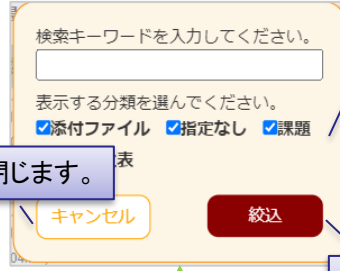 検索キーワードを入力してください。
表示する分類を選んでください。
添付ファイル 指定なし 課題
表
閉じます。
キャンセル 絞込